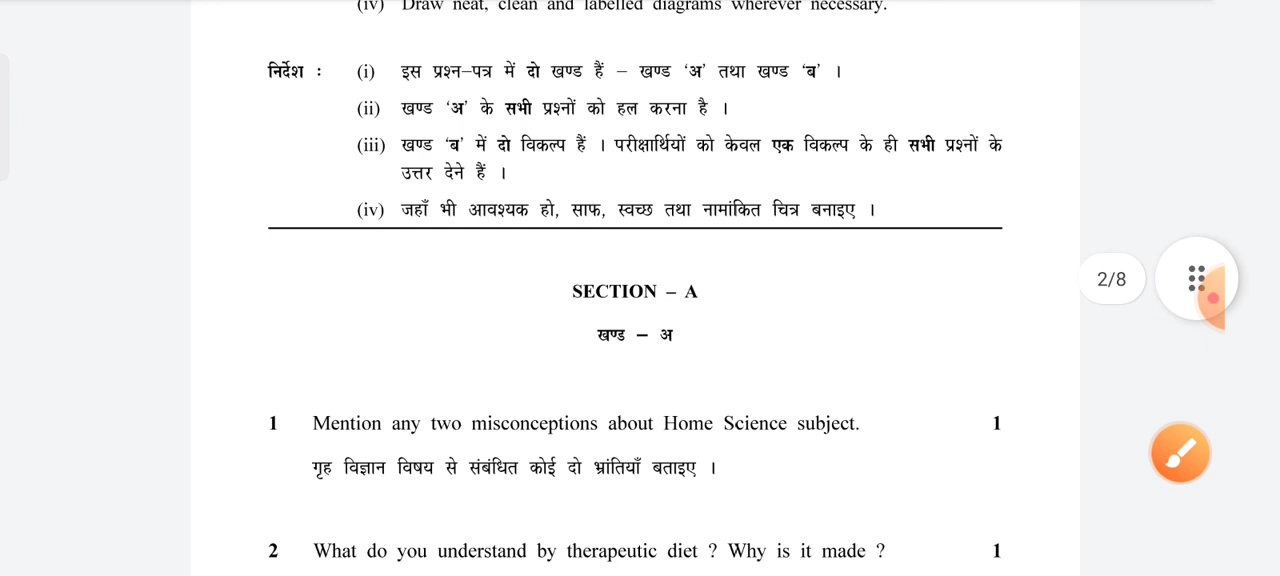 (iv) Draw neat, clean and labelled diagrams wherever necessary.
निर्देश : (i) इस प्रश्न–पत्र में दो खण्ड हैं – खण्ड ‘अ’ तथा खण्ड ‘ब’ ।
(ii) खण्ड ‘अ’ के सभी प्रश्नों को हल करना है ।
(iii) खण्ड ‘ब’ में दो विकल्प हैं । परीक्षार्थियों को केवल एक विकल्प के ही सभी प्रश्नों के
उत्तर देने हैं ।
(iv) जहाँ भी आवश्यक हो, साफ, स्वच्छ तथा नामांकित चित्र बनाइए ।
2/8
SECTION – A
खण्ड – अ
1 Mention any two misconceptions about Home Science subject. 1
गृह विज्ञान विषय से संबंधित कोई दो भ्रांतियाँ बताइए ।
2 What do you understand by therapeutic diet ? Why is it made ? 1